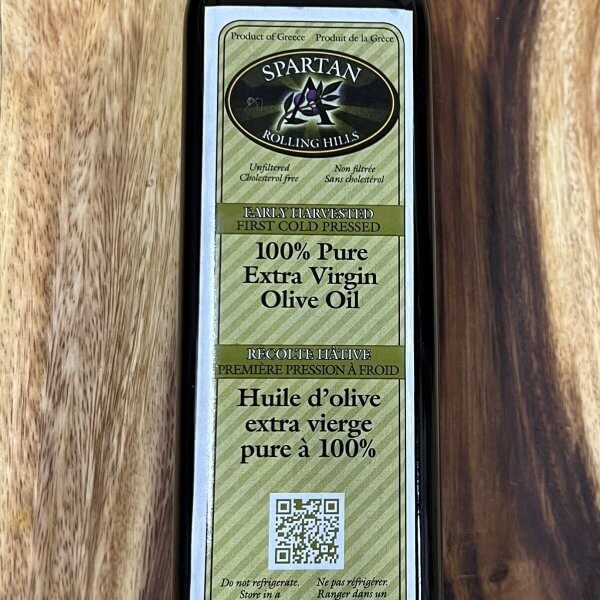 Product of Greece Produit de la Grèce
SPARTAN
ROLLING HILLS
Unfiltered Non filtrée
Cholesterol free Sans cholestérol
EARLY HARVESTED
FIRST COLD PRESSED
100% Pure
Extra Virgin
Olive Oil
RÉCOLTE HÂTIVE
PREMIÈRE PRESSION À FROID
Huile d'olive
extra vierge
pure à 100%
Do not refrigerate. Ne pas réfrigérer.
Store in a Ranger dans un